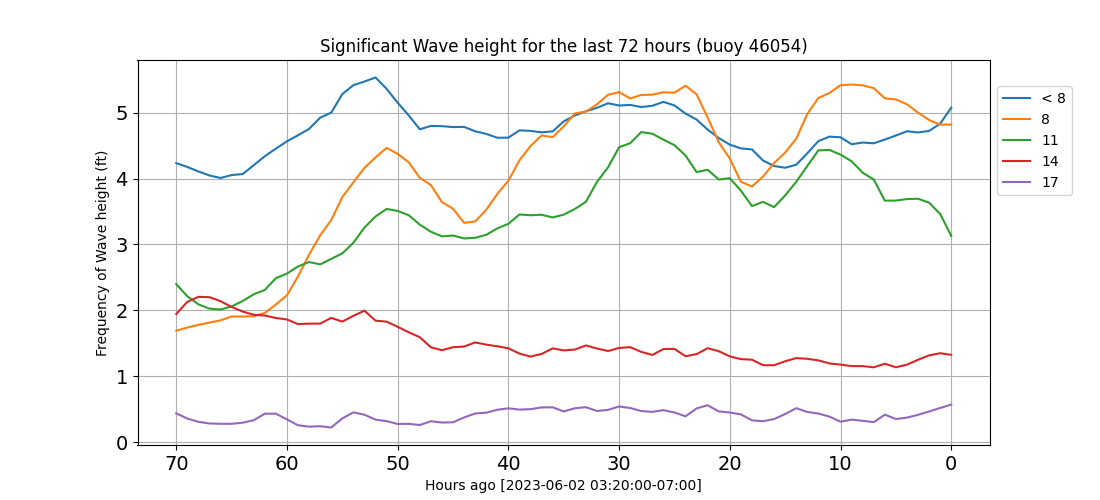 Significant Wave height for the last 72 hours (buoy 46054)
Frequency of Wave height (ft)
5
4
3
2
1
0
70 60 50 40 30 20 10 0
Hours ago [2023-06-02 03:20:00-07:00]
< 8
8
11
14
17